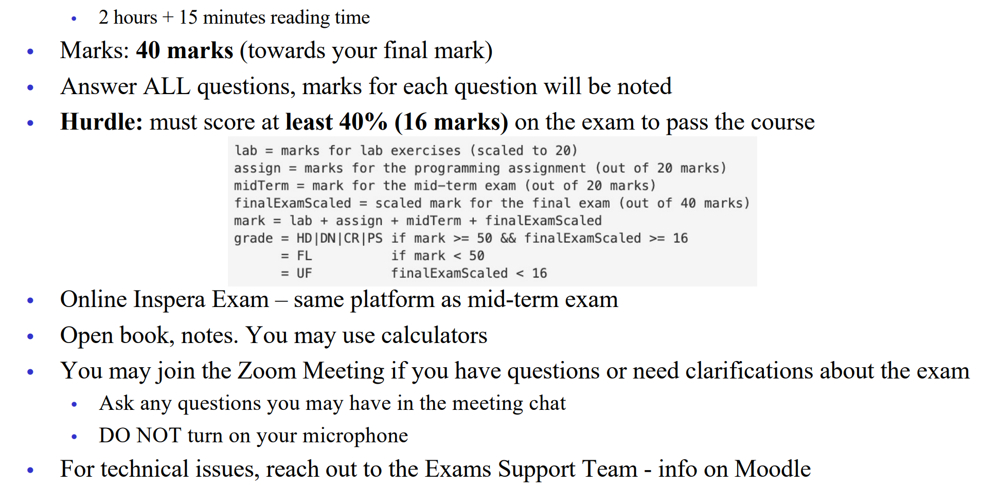 • 2 hours + 15 minutes reading time
• Marks: 40 marks (towards your final mark)
• Answer ALL questions, marks for each question will be noted
• Hurdle: must score at least 40% (16 marks) on the exam to pass the course
lab = marks for lab exercises (scaled to 20)
assign = marks for the programming assignment (out of 20 marks)
midTerm = mark for the mid-term exam (out of 20 marks)
finalExamScaled = scaled mark for the final exam (out of 40 marks)
mark = lab + assign + midTerm + finalExamScaled
grade = HD|DN|CR|PS if mark >= 50 && finalExamScaled >= 16
      = FL          if mark < 50
      = UF          finalExamScaled < 16
• Online Inspera Exam – same platform as mid-term exam
• Open book, notes. You may use calculators
• You may join the Zoom Meeting if you have questions or need clarifications about the exam
• Ask any questions you may have in the meeting chat
• DO NOT turn on your microphone
• For technical issues, reach out to the Exams Support Team - info on Moodle